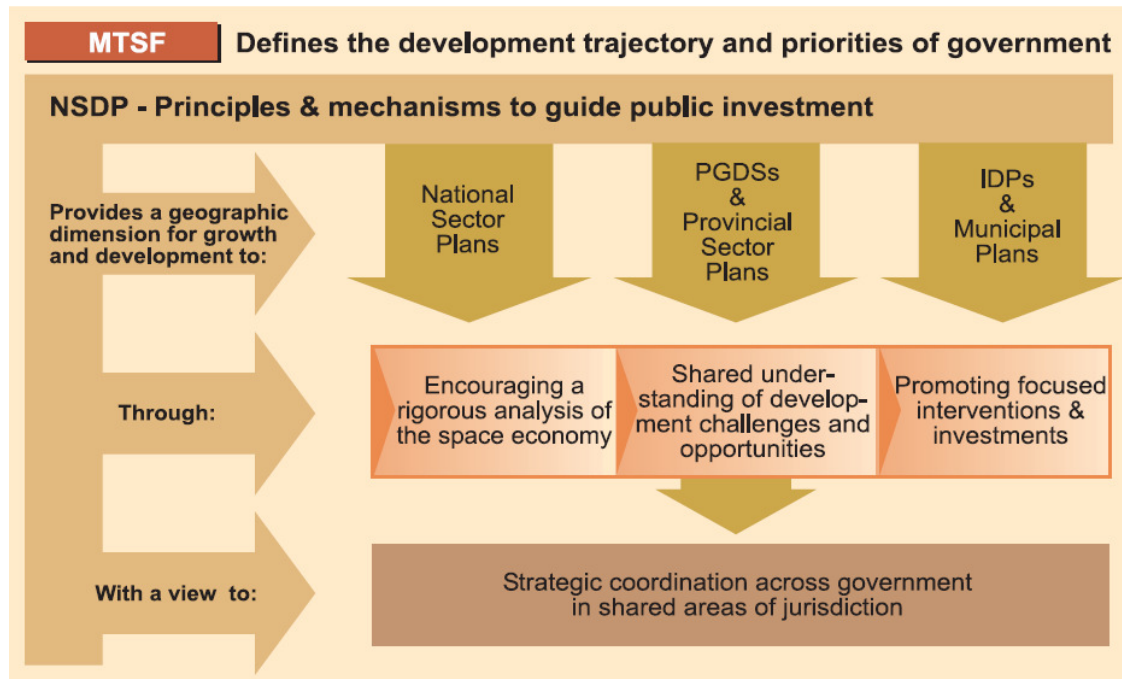 MTSF
Defines the development trajectory and priorities of government
NSDP - Principles & mechanisms to guide public investment
Provides a geographic
dimension for growth
and development to:
National
Sector
Plans
PGDSs
&
Provincial
Sector
Plans
IDPs
&
Municipal
Plans
Through:
Encouraging a
rigorous analysis of
the space economy
Shared under-
standing of develop-
ment challenges and
opportunities
Promoting focused
interventions &
investments
With a view to:
Strategic coordination across government
in shared areas of jurisdiction